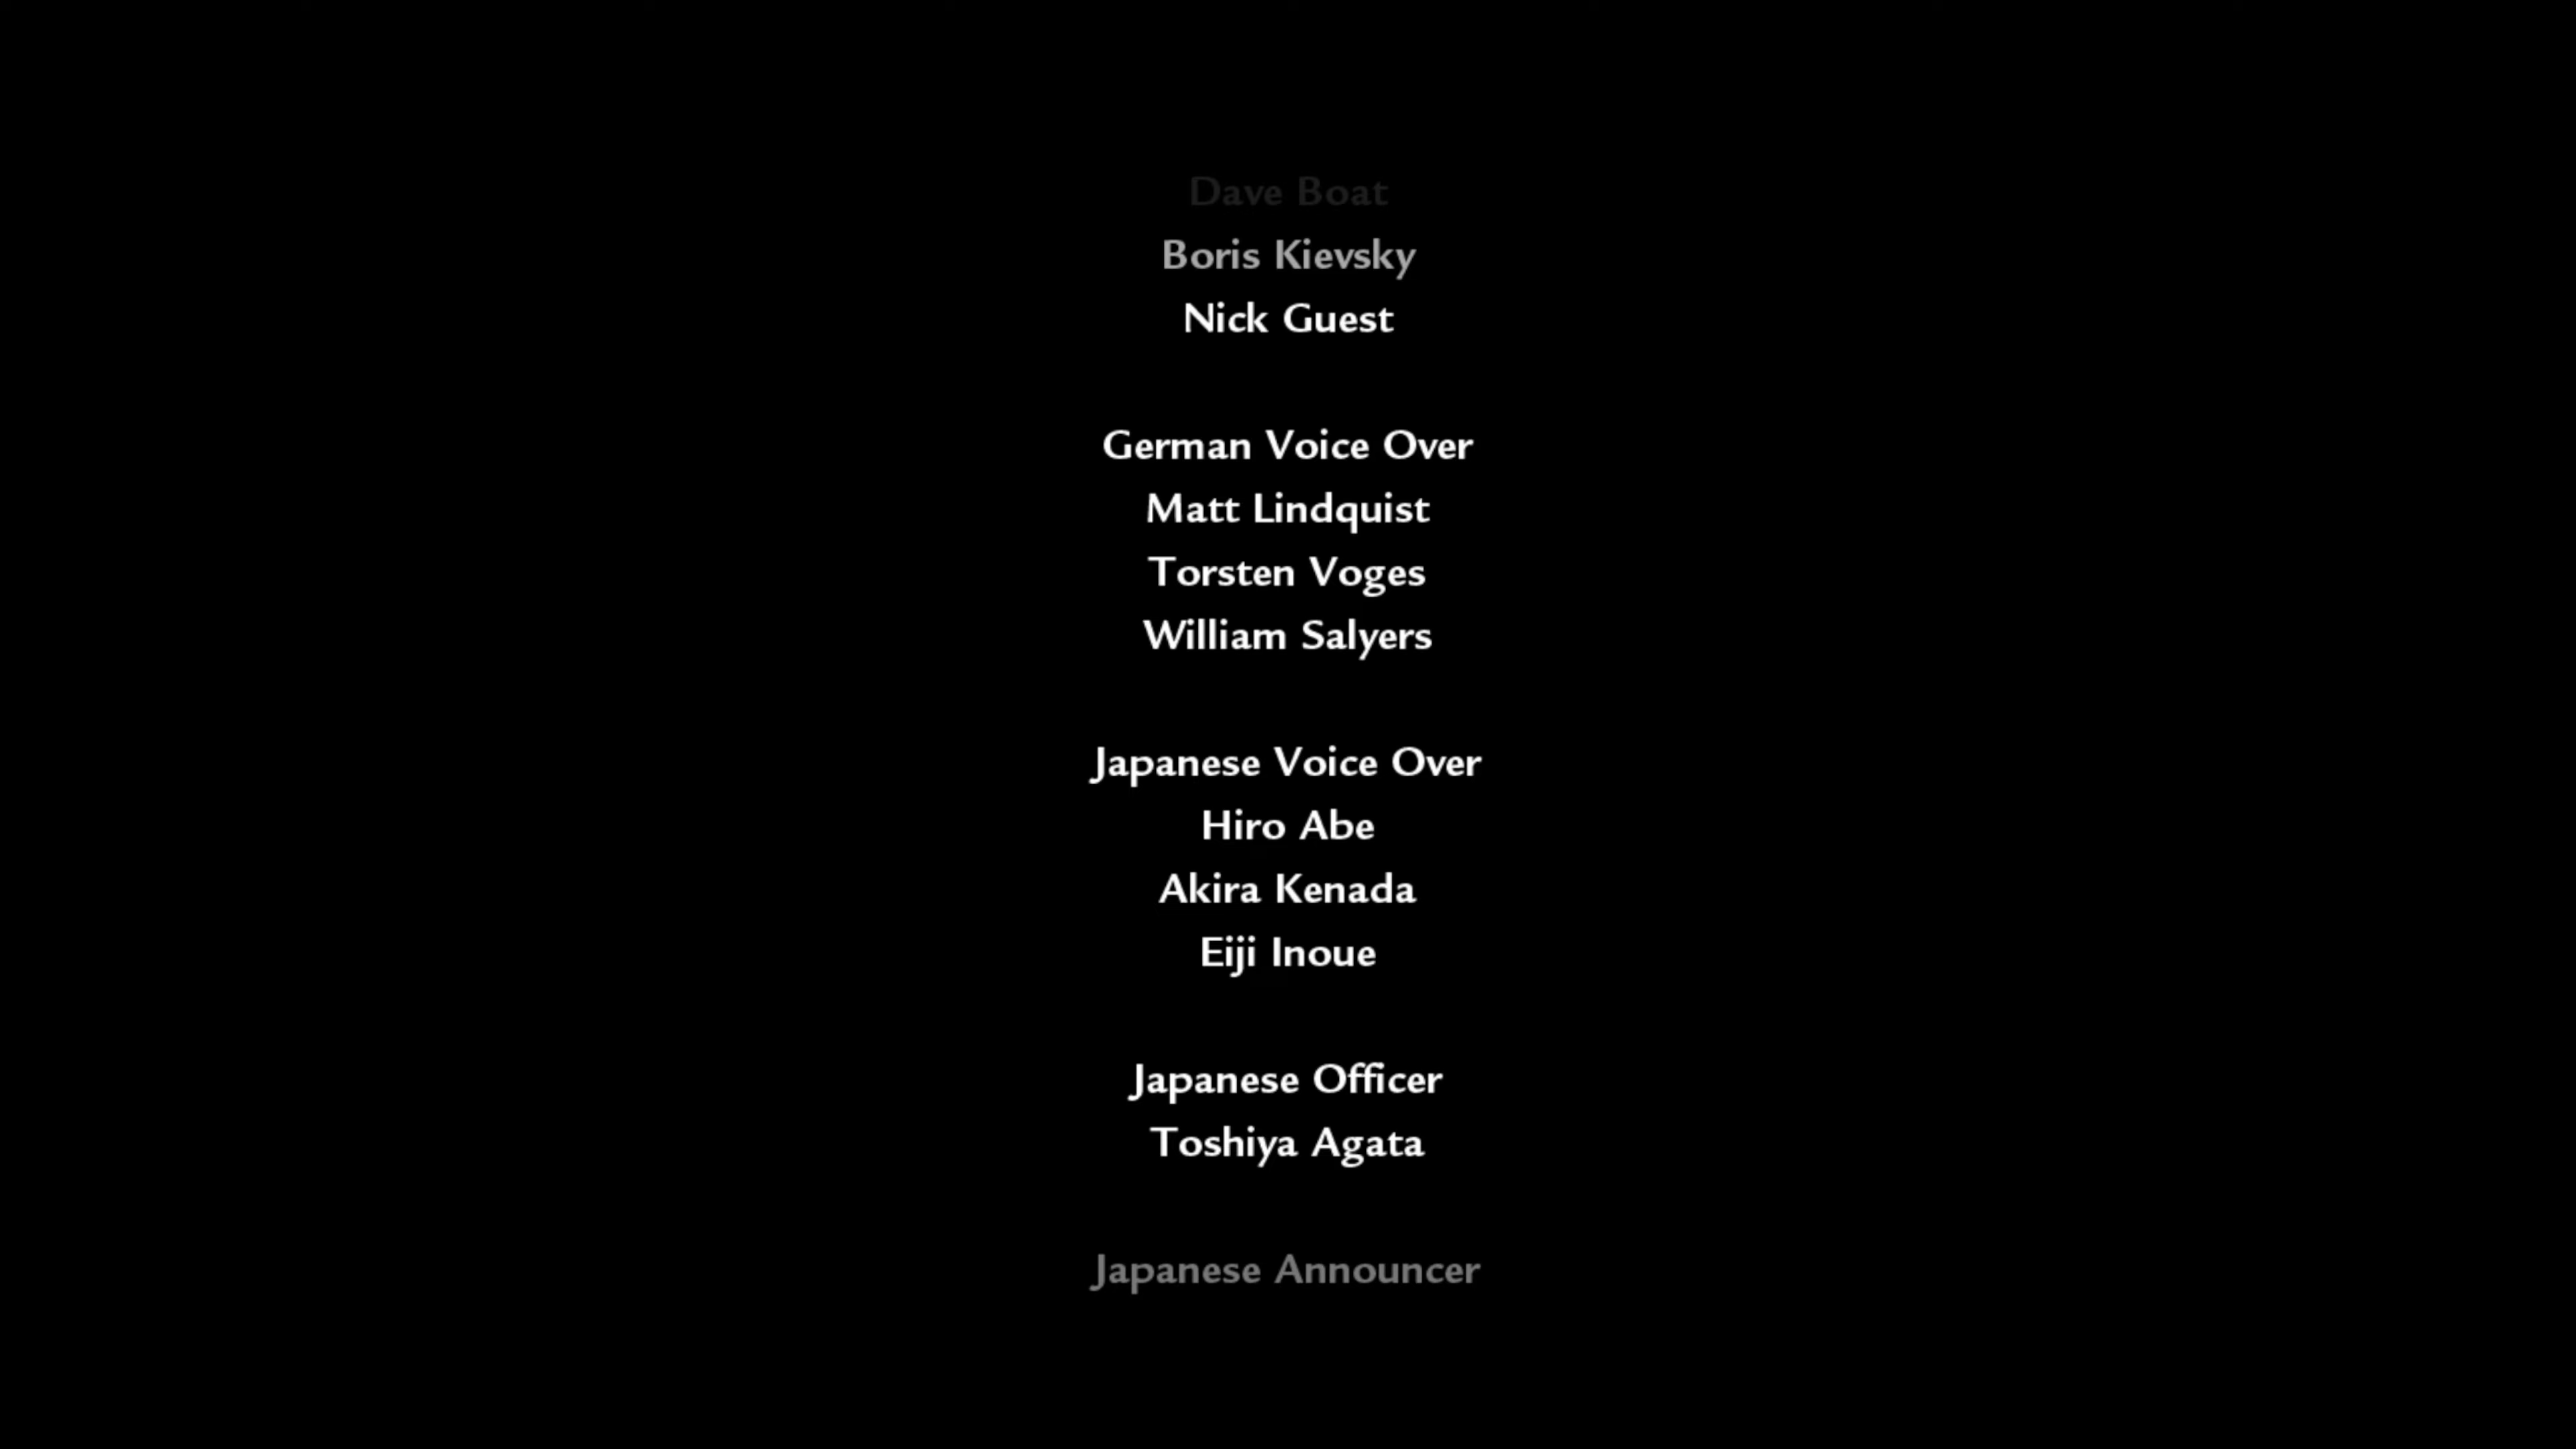 Dave Boat
Boris Kievsky
Nick Guest
German Voice Over
Matt Lindquist
Torsten Voges
William Salyers
Japanese Voice Over
Hiro Abe
Akira Kenada
Eiji Inoue
Japanese Officer
Toshiya Agata
Japanese Announcer